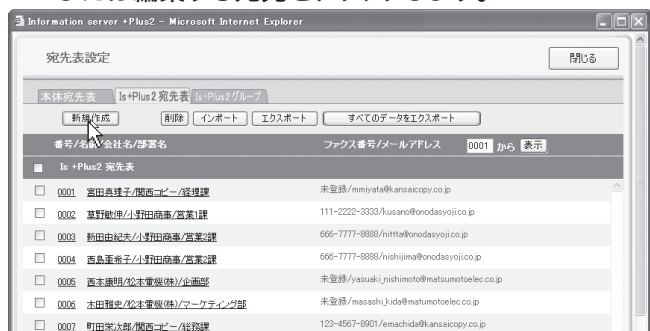 Information server +Plus2 - Microsoft Internet Explorer
宛先表設定
閉じる
本体宛先表 Is+Plus2 宛先表 Is+Plus2グループ
新規作成 削除 インポート エクスポート すべてのデータをエクスポート
番号/名前/会社名/部署名 ファクス番号/メールアドレス 0001 から 表示
Is +Plus2 宛先表
0001 宮田真理子/関西コピー/経理課 未登録/mmiyata@kansaicopy.co.jp
0002 草野敏伸/小野田商事/営業1課 111-2222-3333/kusano@onodasyoji.co.jp
0003 新田由紀夫/小野田商事/営業2課 666-7777-8888/nittta@onodasyoji.co.jp
0004 西島亜希子/小野田商事/営業2課 666-7777-8888/nishijima@onodasyoji.co.jp
0005 西本康明/松本電機(株)/企画部 未登録/yasuaki_nishimoto@matsumotoelec.co.jp
0006 木田雅史/松本電機(株)/マーケティング部 未登録/masashi_kida@matumotoelec.co.jp
0007 町田栄次郎/関西コピー/総務課 123-4567-8901/emachida@kansaicopy.co.jp